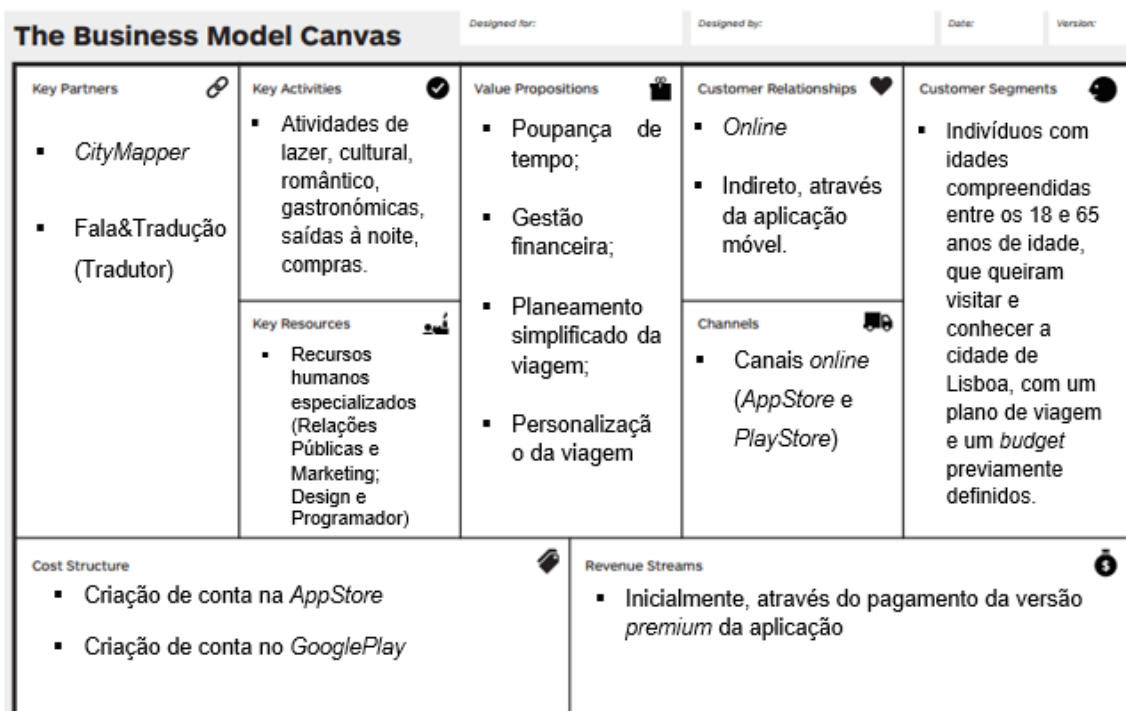 The Business Model Canvas
Designed for:
Designed by:
Date:
Version:
Key Partners
▪ CityMapper
▪ Fala&Tradução
(Tradutor)
Key Activities
▪ Atividades de
lazer, cultural,
romântico,
gastronómicas,
saídas à noite,
compras.
Key Resources
▪ Recursos
humanos
especializados
(Relações
Públicas e
Marketing;
Design e
Programador)
Value Propositions
▪ Poupança de
tempo;
▪ Gestão
financeira;
▪ Planeamento
simplificado da
viagem;
▪ Personalizaçã
o da viagem
Customer Relationships
▪ Online
▪ Indireto, através
da aplicação
móvel.
Channels
▪ Canais online
(AppStore e
PlayStore)
Customer Segments
▪ Indivíduos com
idades
compreendidas
entre os 18 e 65
anos de idade,
que queiram
visitar e
conhecer a
cidade de
Lisboa, com um
plano de viagem
e um budget
previamente
definidos.
Cost Structure
▪ Criação de conta na AppStore
▪ Criação de conta no GooglePlay
Revenue Streams
▪ Inicialmente, através do pagamento da versão
premium da aplicação